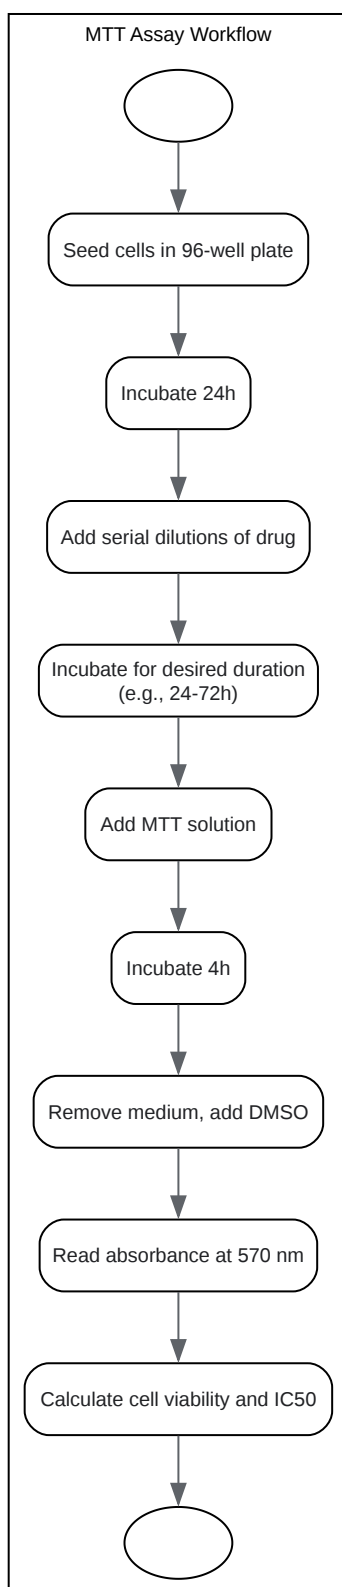 MTT Assay Workflow
Seed cells in 96-well plate
Incubate 24h
Add serial dilutions of drug
Incubate for desired duration
(e.g., 24-72h)
Add MTT solution
Incubate 4h
Remove medium, add DMSO
Read absorbance at 570 nm
Calculate cell viability and IC50